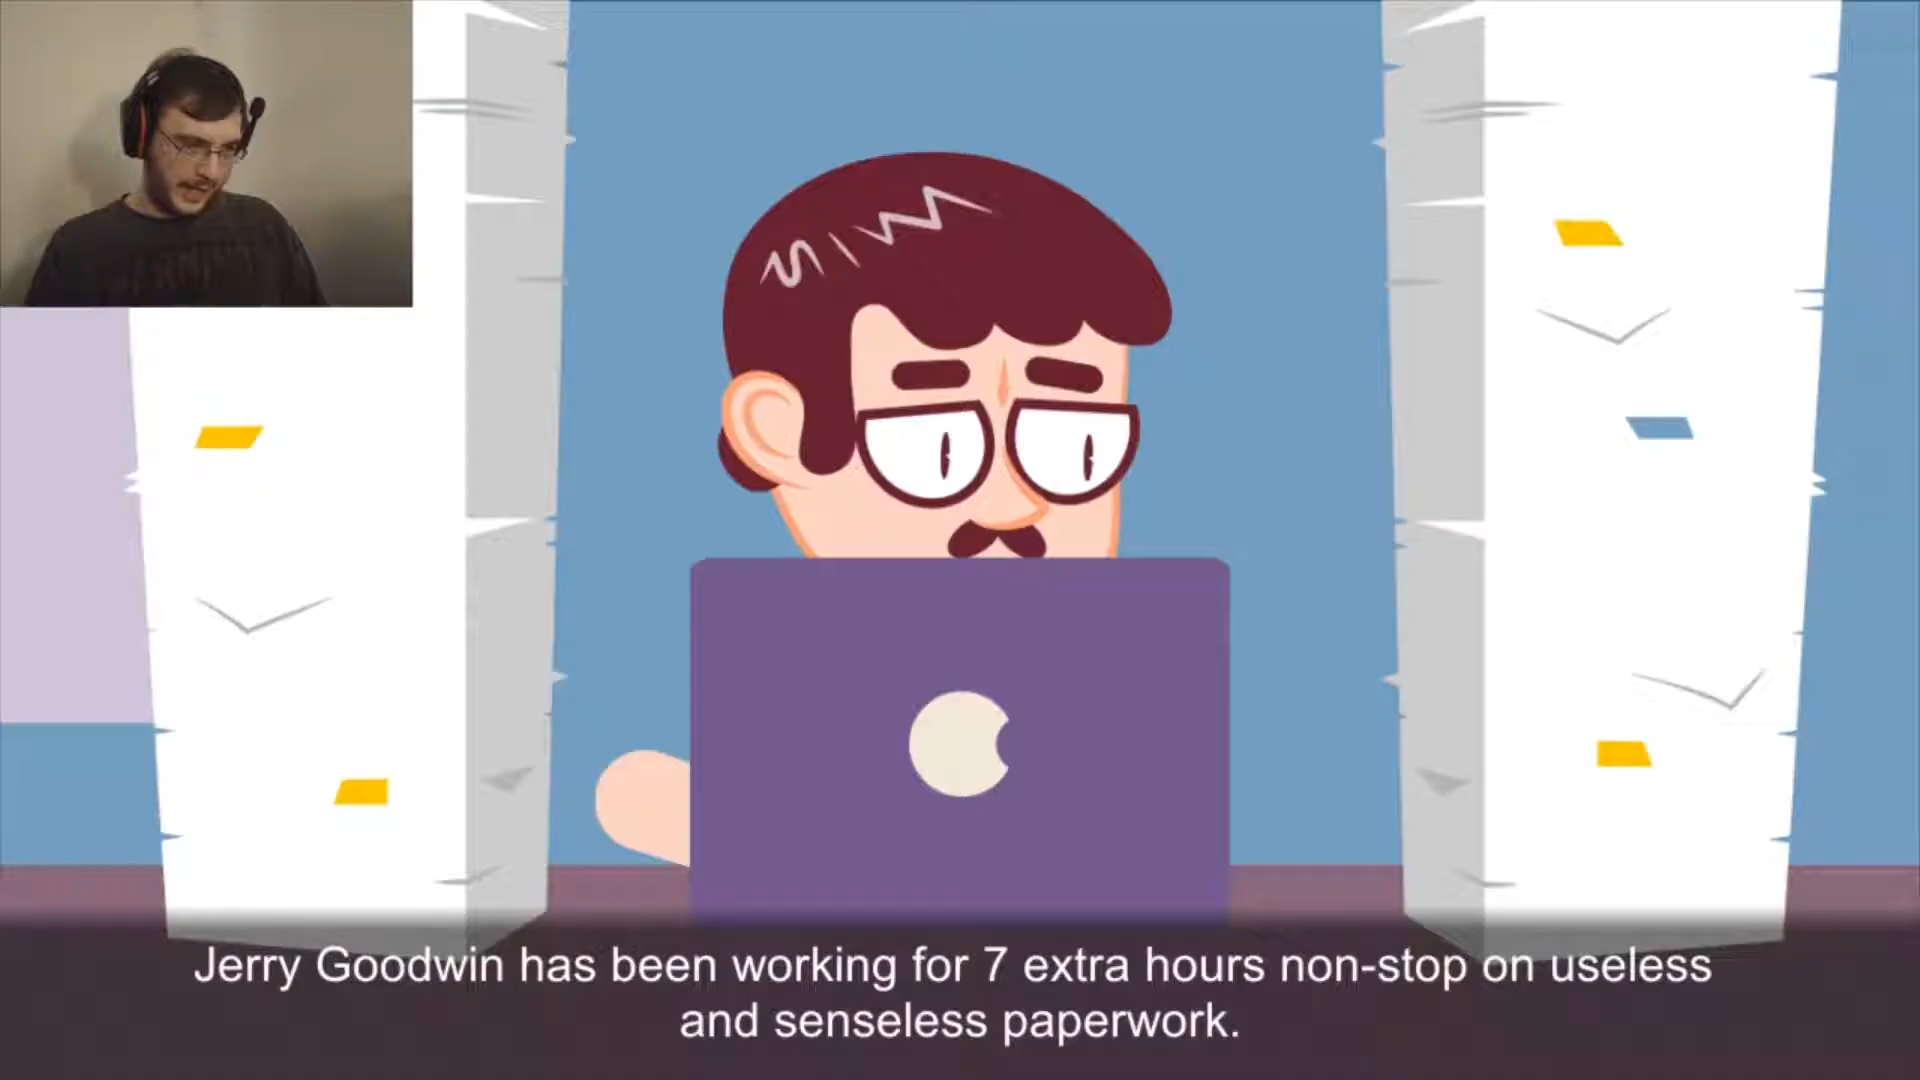 Jerry Goodwin has been working for 7 extra hours non-stop on useless
and senseless paperwork.